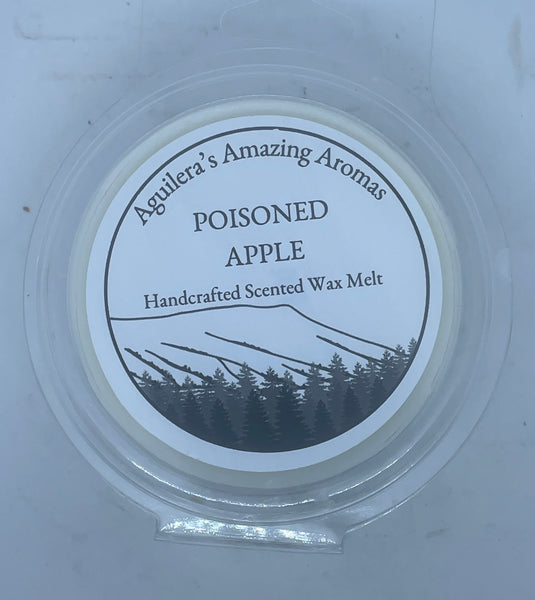 Aguilera's Amazing Aromas
POISONED
APPLE
Handcrafted Scented Wax Melt